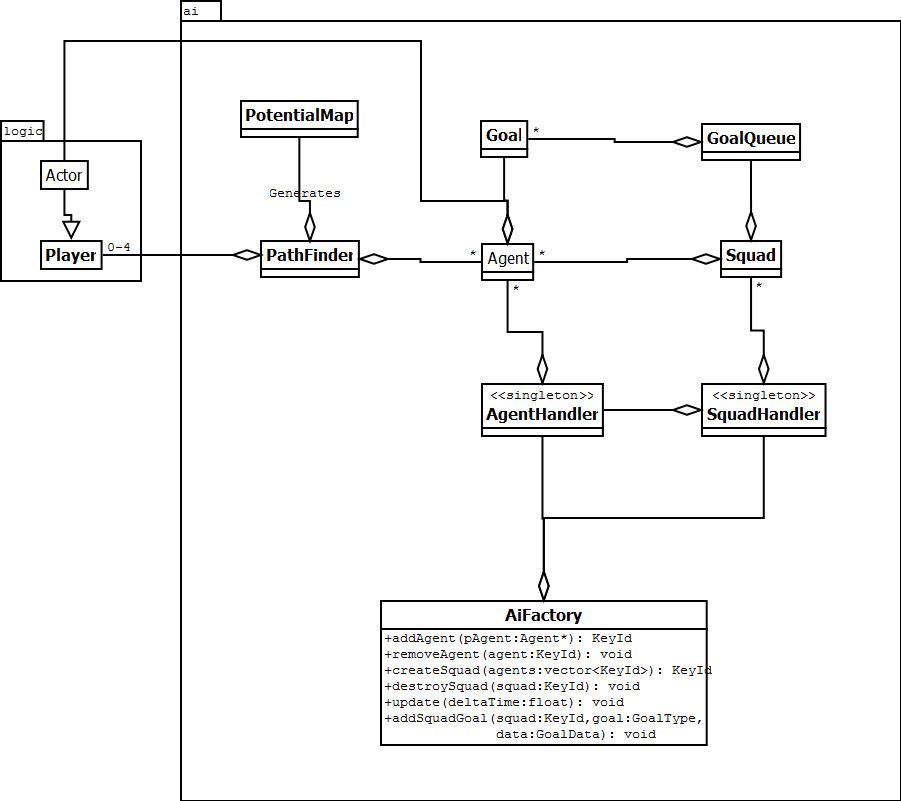 ai
PotentialMap
Goal
*
GoalQueue
logic
Actor
Generates
Player
0-4
PathFinder
*
Agent
*
Squad
*
*
<<singleton>>
AgentHandler
<<singleton>>
SquadHandler
AiFactory
+addAgent(pAgent:Agent*): KeyId
+removeAgent(agent:KeyId): void
+createSquad(agents:vector<KeyId>): KeyId
+destroySquad(squad:KeyId): void
+update(deltaTime:float): void
+addSquadGoal(squad:KeyId,goal:GoalType,
data:GoalData): void